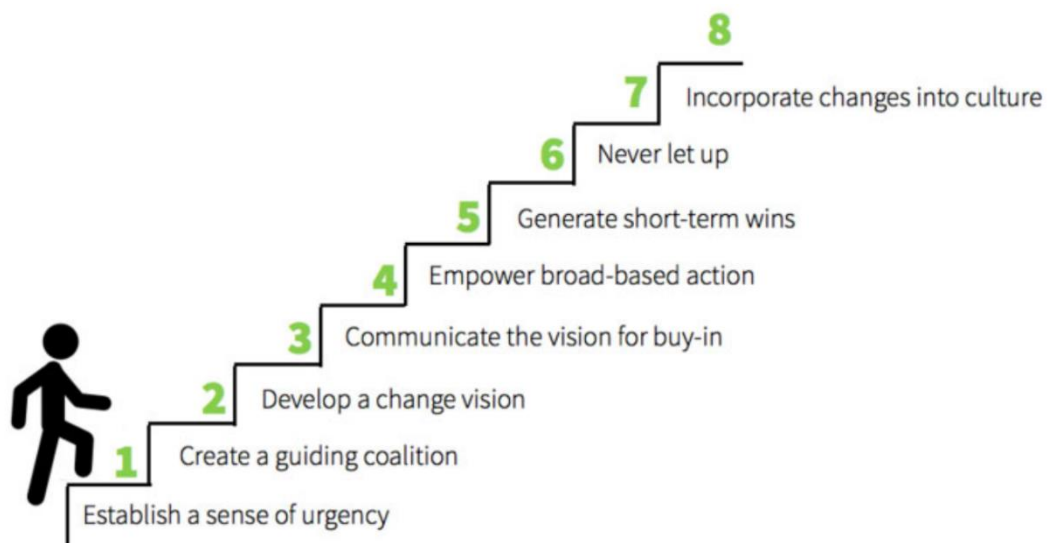 8
7
Incorporate changes into culture
6
Never let up
5
Generate short-term wins
4
Empower broad-based action
3
Communicate the vision for buy-in
2
Develop a change vision
1
Create a guiding coalition
Establish a sense of urgency